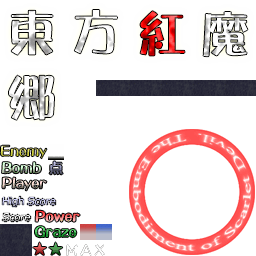 東方紅魔
郷
Enemy
Bomb 点
Player
High Score
Score Power
Graze
MAX
The Embodiment of Scarlet Devil.